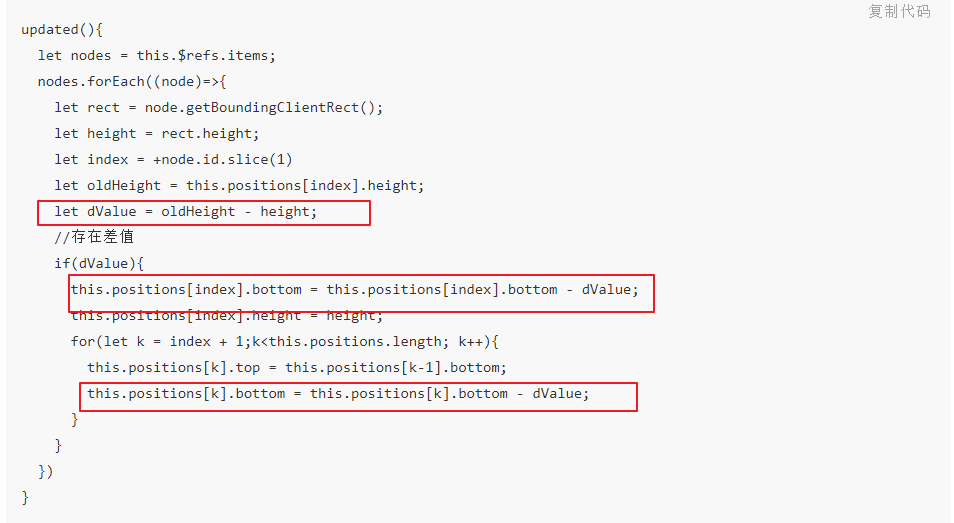 复制代码
updated(){
  let nodes = this.$refs.items;
  nodes.forEach((node)=>{
    let rect = node.getBoundingClientRect();
    let height = rect.height;
    let index = +node.id.slice(1)
    let oldHeight = this.positions[index].height;
    let dValue = oldHeight - height;
    //存在差值
    if(dValue){
      this.positions[index].bottom = this.positions[index].bottom - dValue;
      this.positions[index].height = height;
      for(let k = index + 1;k<this.positions.length; k++){
        this.positions[k].top = this.positions[k-1].bottom;
        this.positions[k].bottom = this.positions[k].bottom - dValue;
      }
    }
  })
}